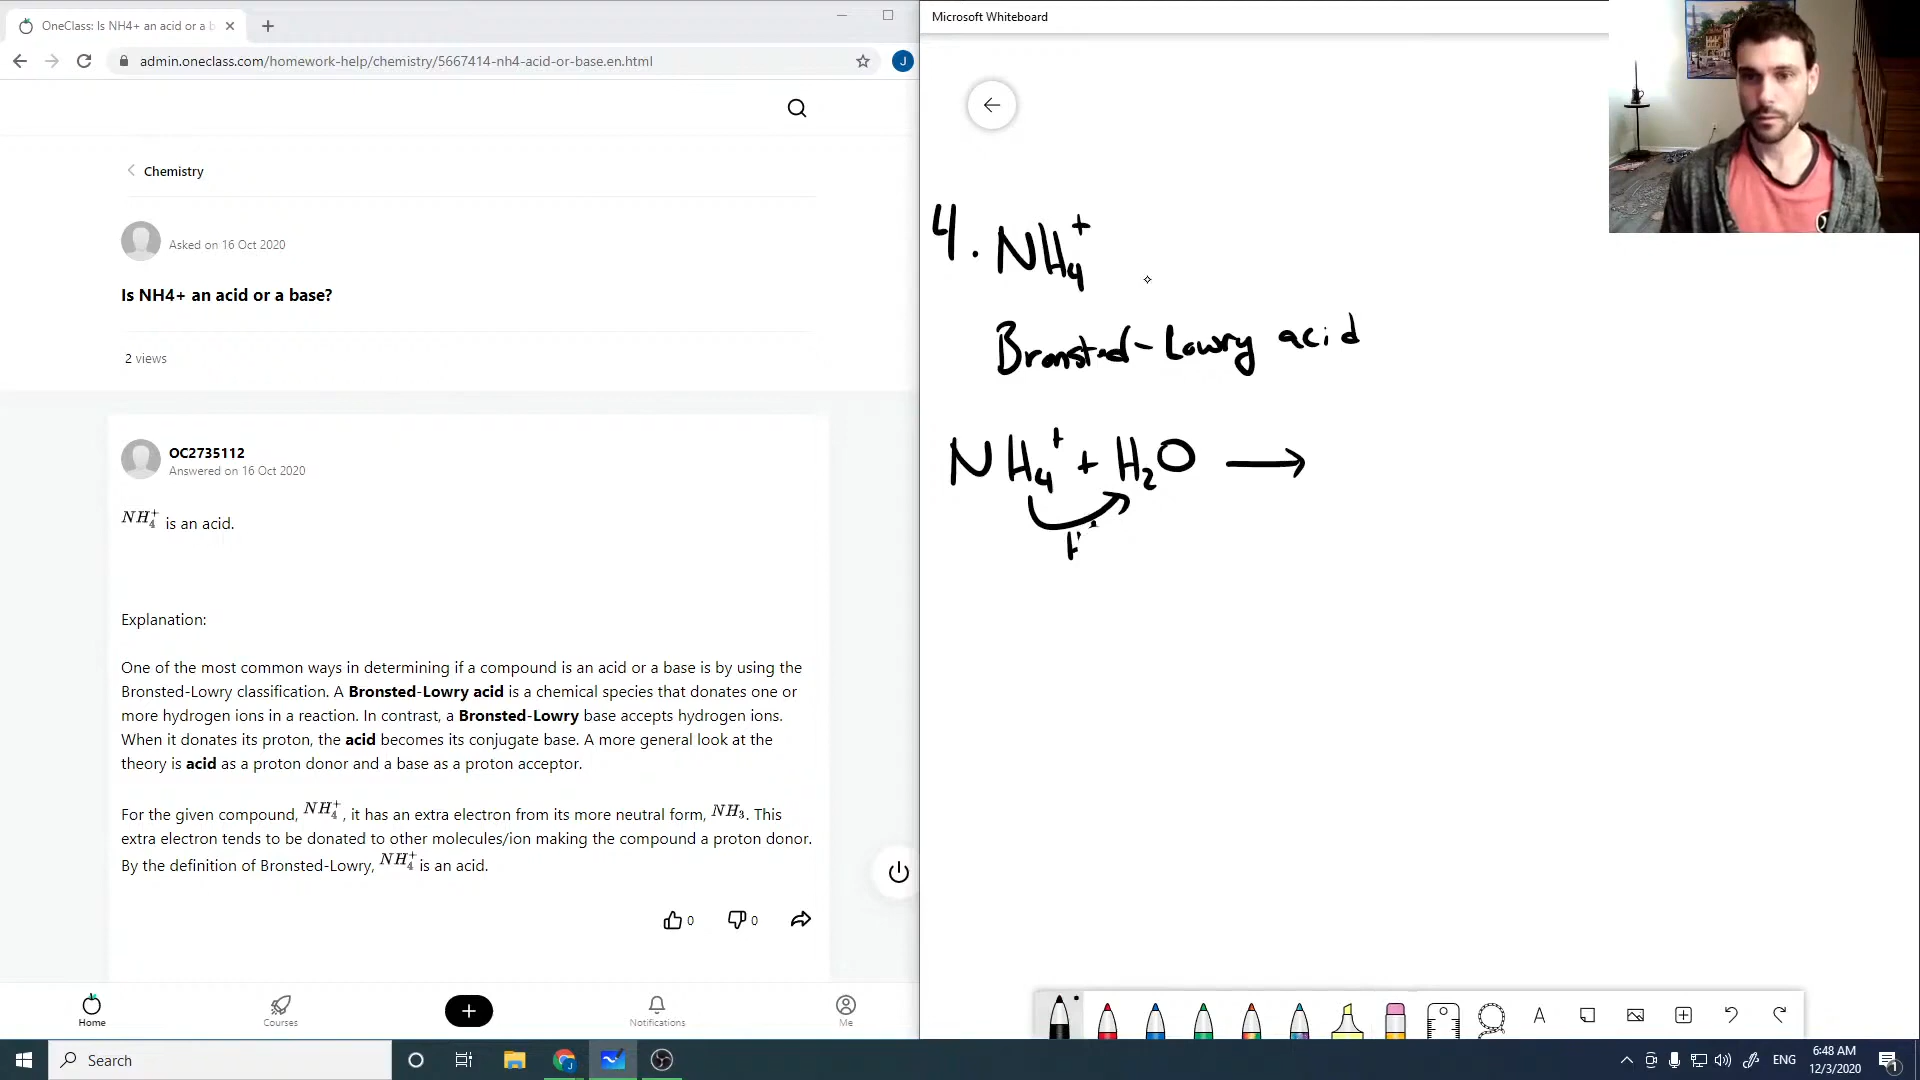 OneClass: Is NH4+ an acid or a b
Microsoft Whiteboard
admin.oneclass.com/homework-help/chemistry/5667414-nh4-acid-or-base.en.html
J
Chemistry
Asked on 16 Oct 2020
Is NH4+ an acid or a base?
2 views
OC2735112
Answered on 16 Oct 2020
NH₄⁺ is an acid.
Explanation:
One of the most common ways in determining if a compound is an acid or a base is by using the
Bronsted-Lowry classification. A Bronsted-Lowry acid is a chemical species that donates one or
more hydrogen ions in a reaction. In contrast, a Bronsted-Lowry base accepts hydrogen ions.
When it donates its proton, the acid becomes its conjugate base. A more general look at the
theory is acid as a proton donor and a base as a proton acceptor.
For the given compound, NH₄⁺, it has an extra electron from its more neutral form, NH₃. This
extra electron tends to be donated to other molecules/ion making the compound a proton donor.
By the definition of Bronsted-Lowry, NH₄⁺ is an acid.
0 0
Home Courses Notifications Me
4. NH₄⁺
Bronsted-Lowry acid
NH₄⁺ + H₂O →
A
Search
ENG
6:48 AM
12/3/2020
1